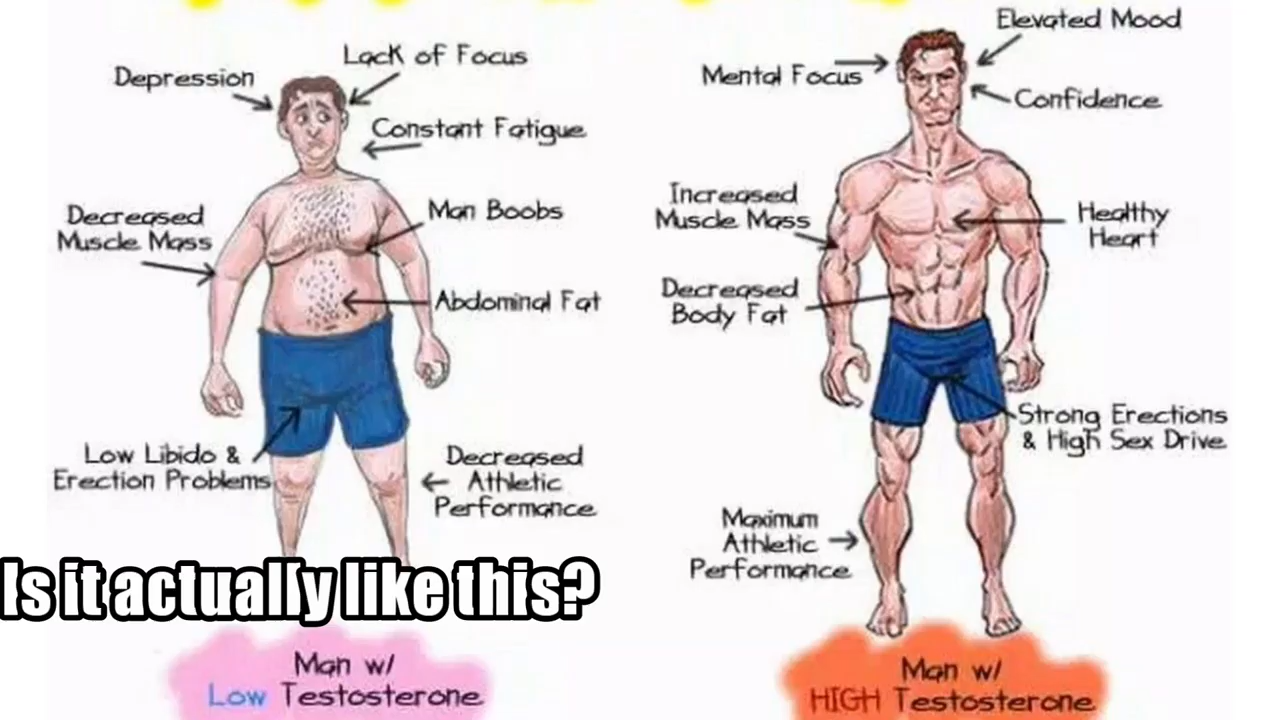 Depression
Lack of Focus
Constant Fatigue
Decreased
Muscle Mass
Man Boobs
Abdominal Fat
Low Libido &
Erection Problems
Decreased
Athletic
Performance
Is it actually like this?
Man w/
Low Testosterone
Elevated Mood
Mental Focus
Confidence
Increased
Muscle Mass
Healthy
Heart
Decreased
Body Fat
Strong Erections
& High Sex Drive
Maximum
Athletic
Performance
Man w/
HIGH Testosterone